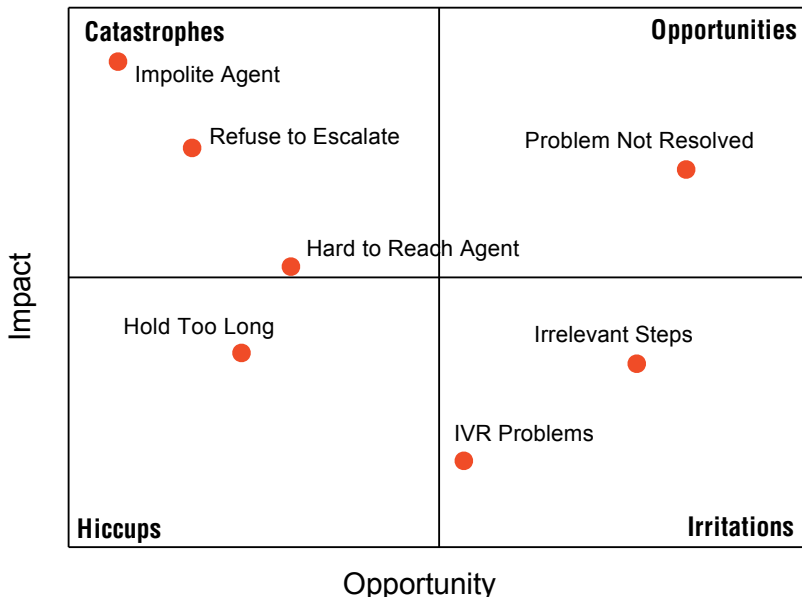 Catastrophes
Opportunities
Impolite Agent
Refuse to Escalate
Problem Not Resolved
Hard to Reach Agent
Impact
Hold Too Long
Irrelevant Steps
IVR Problems
Hiccups
Irritations
Opportunity